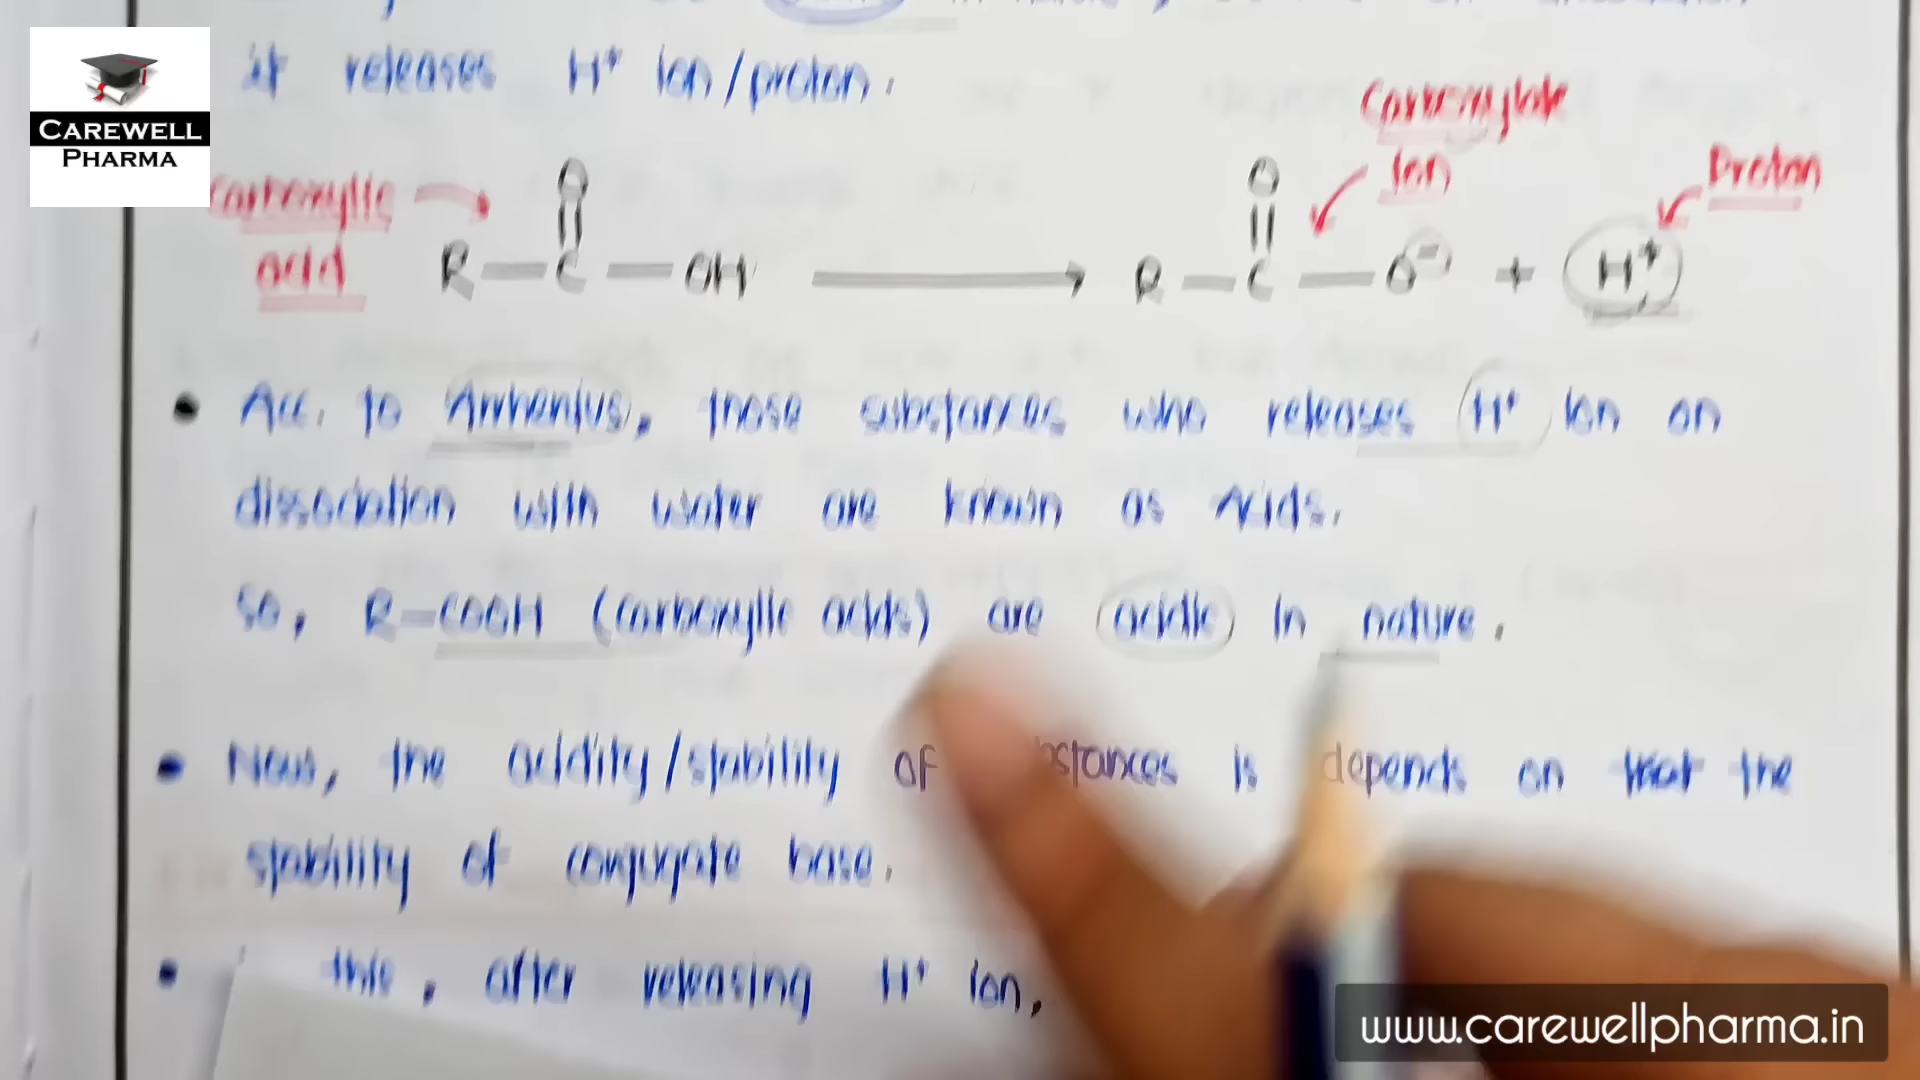 CAREWELL
PHARMA
it releases H+ ion/proton.
Carboxylate
Ion
Proton
Carboxylic
acid
O
O
R — C — OH → R — C — O− + H+
• Acc. to Arrhenius, those substances who releases H+ Ion on
dissociation with water are known as Acids.
So, R—COOH (carboxylic acids) are acidic in nature.
• Now, the acidity/stability of is depends on that the
stability of conjugate base.
• this, after releasing H+ ion,
www.carewellpharma.in